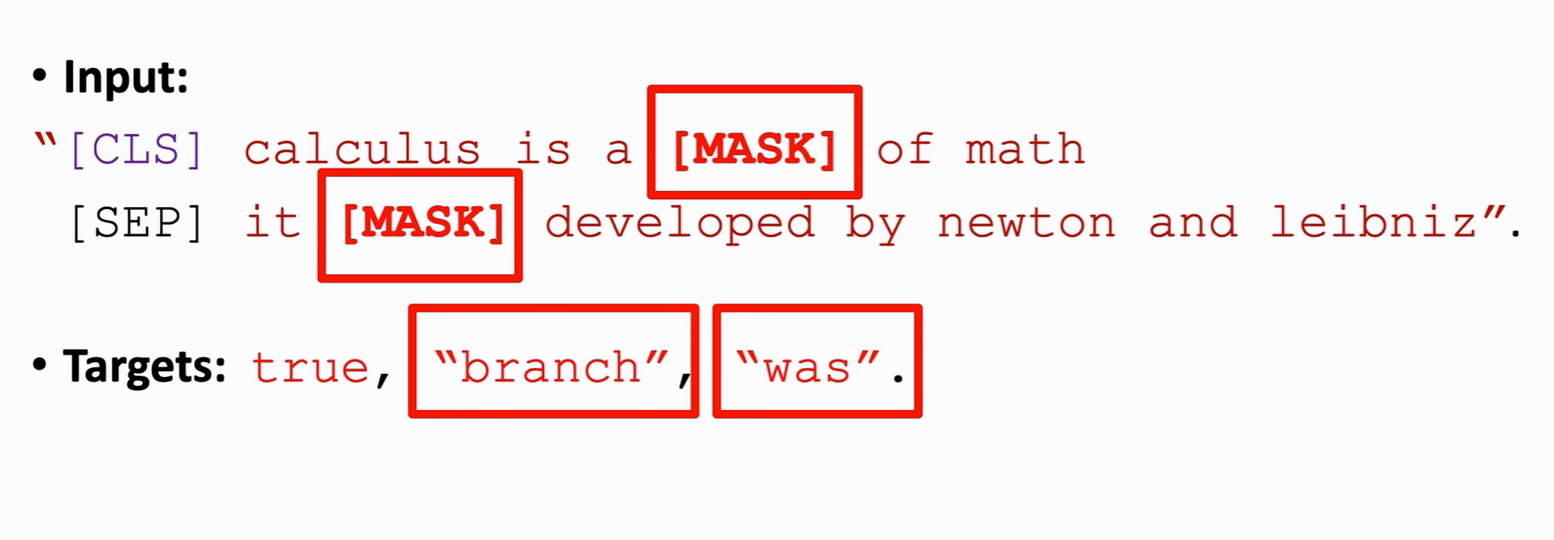 • Input:
“[CLS] calculus is a [MASK] of math
[SEP] it [MASK] developed by newton and leibniz”.
• Targets: true, “branch”, “was”.